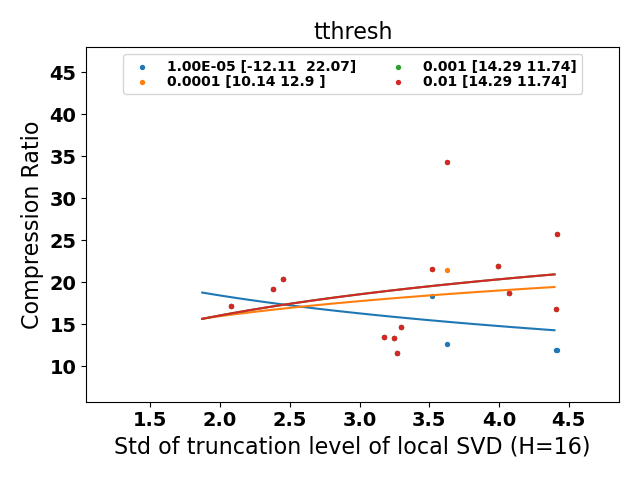 tthresh
1.00E-05 [-12.11  22.07]
0.0001 [10.14 12.9 ]
0.001 [14.29 11.74]
0.01 [14.29 11.74]
Compression Ratio
45
40
35
30
25
20
15
10
1.5 2.0 2.5 3.0 3.5 4.0 4.5
Std of truncation level of local SVD (H=16)